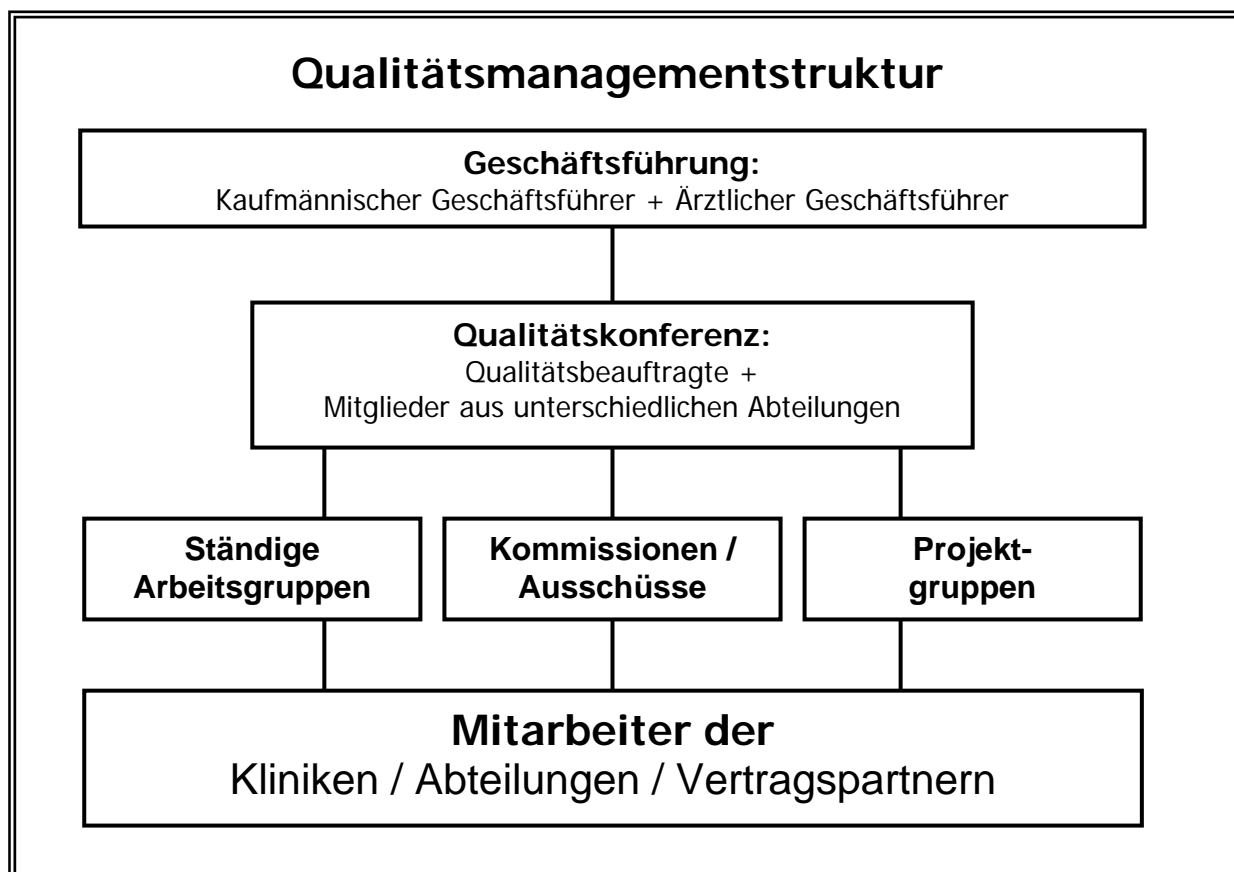 Qualitätsmanagementstruktur
Geschäftsführung:
Kaufmännischer Geschäftsführer + Ärztlicher Geschäftsführer
Qualitätskonferenz:
Qualitätsbeauftragte +
Mitglieder aus unterschiedlichen Abteilungen
Ständige
Arbeitsgruppen
Kommissionen /
Ausschüsse
Projekt-
gruppen
Mitarbeiter der
Kliniken / Abteilungen / Vertragspartnern